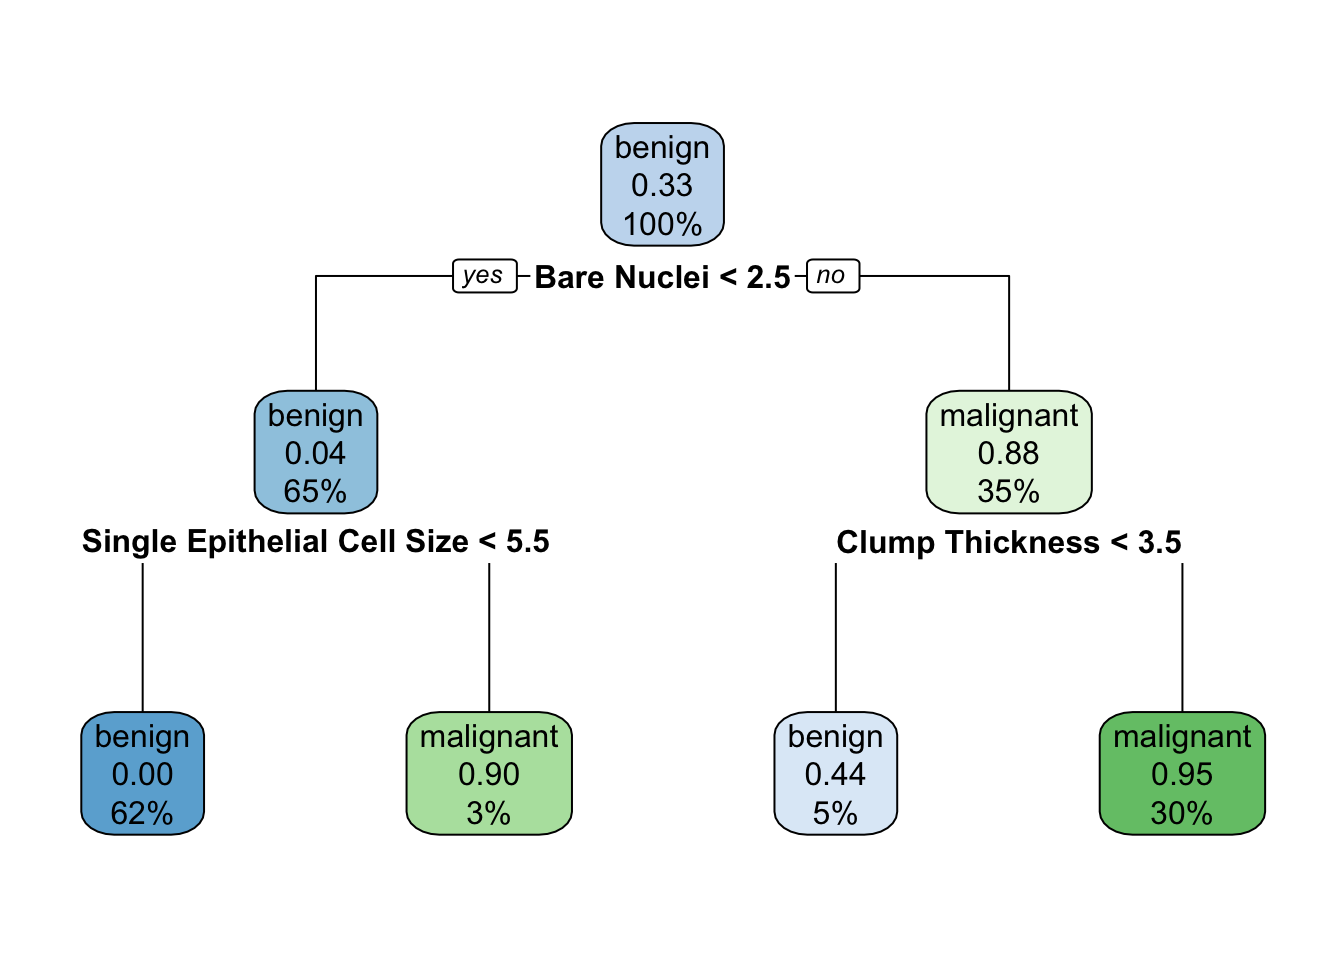 benign
0.33
100%
yes
Bare Nuclei < 2.5
no
benign
0.04
65%
malignant
0.88
35%
Single Epithelial Cell Size < 5.5
Clump Thickness < 3.5
benign
0.00
62%
malignant
0.90
3%
benign
0.44
5%
malignant
0.95
30%